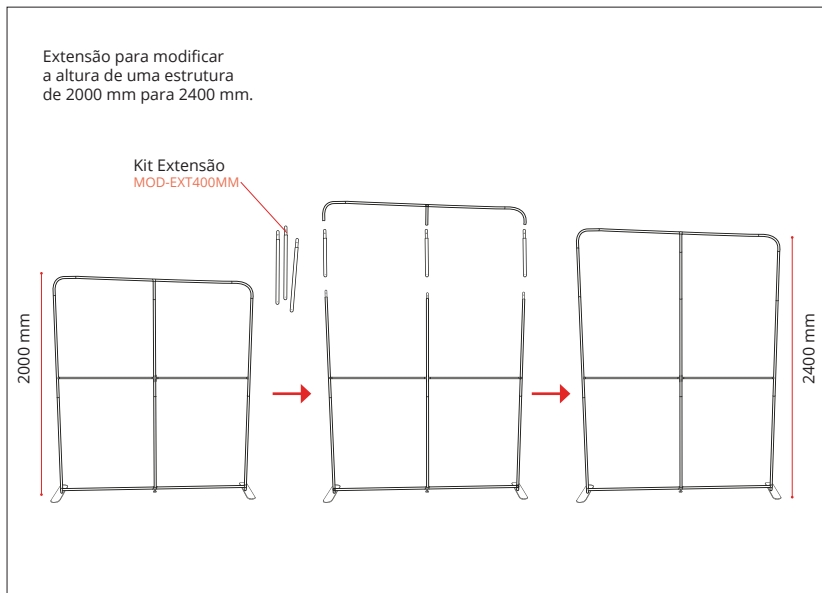 Extensão para modificar
a altura de uma estrutura
de 2000 mm para 2400 mm.
Kit Extensão
MOD-EXT400MM
2000 mm
2400 mm